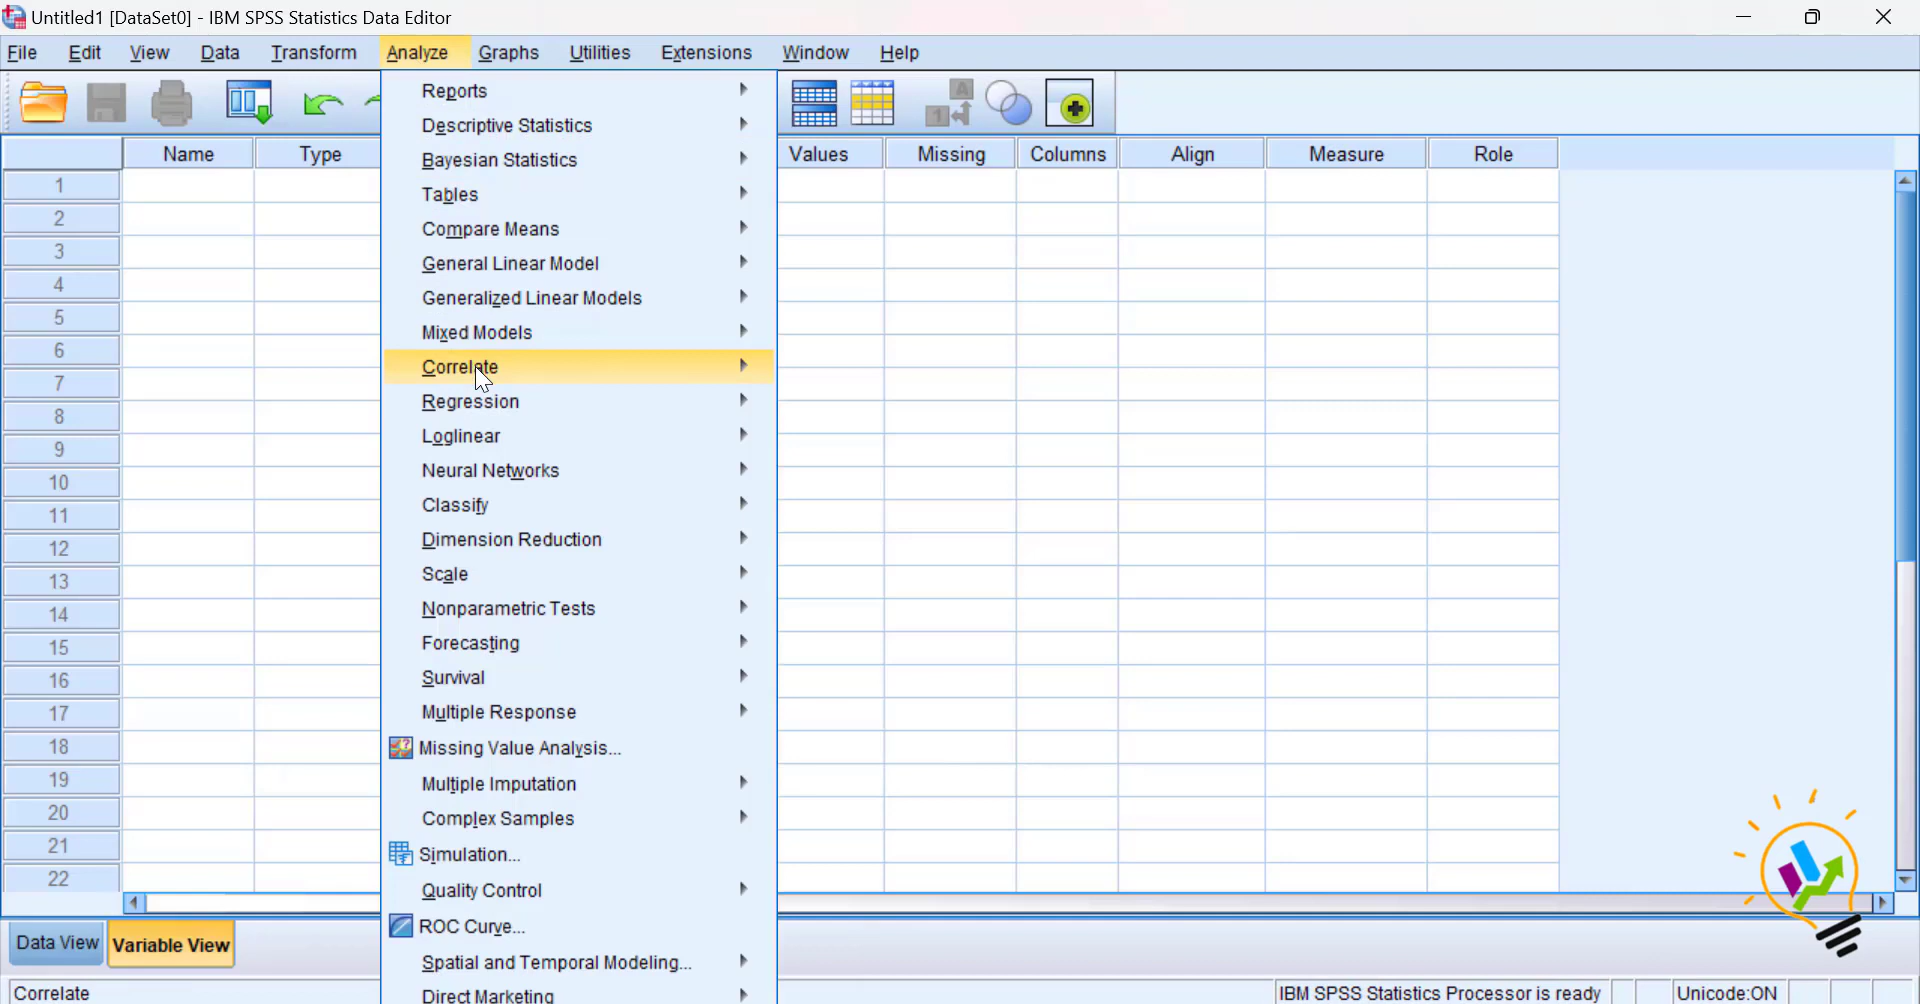 Untitled1 [DataSet0] - IBM SPSS Statistics Data Editor
File Edit View Data Transform Analyze Graphs Utilities Extensions Window Help
Name Type Values Missing Columns Align Measure Role
1
2
3
4
5
6
7
8
9
10
11
12
13
14
15
16
17
18
19
20
21
22
Reports
Descriptive Statistics
Bayesian Statistics
Tables
Compare Means
General Linear Model
Generalized Linear Models
Mixed Models
Correlate
Regression
Loglinear
Neural Networks
Classify
Dimension Reduction
Scale
Nonparametric Tests
Forecasting
Survival
Multiple Response
Missing Value Analysis...
Multiple Imputation
Complex Samples
Simulation...
Quality Control
ROC Curve...
Spatial and Temporal Modeling...
Direct Marketing
Data View Variable View
Correlate IBM SPSS Statistics Processor is ready Unicode:ON